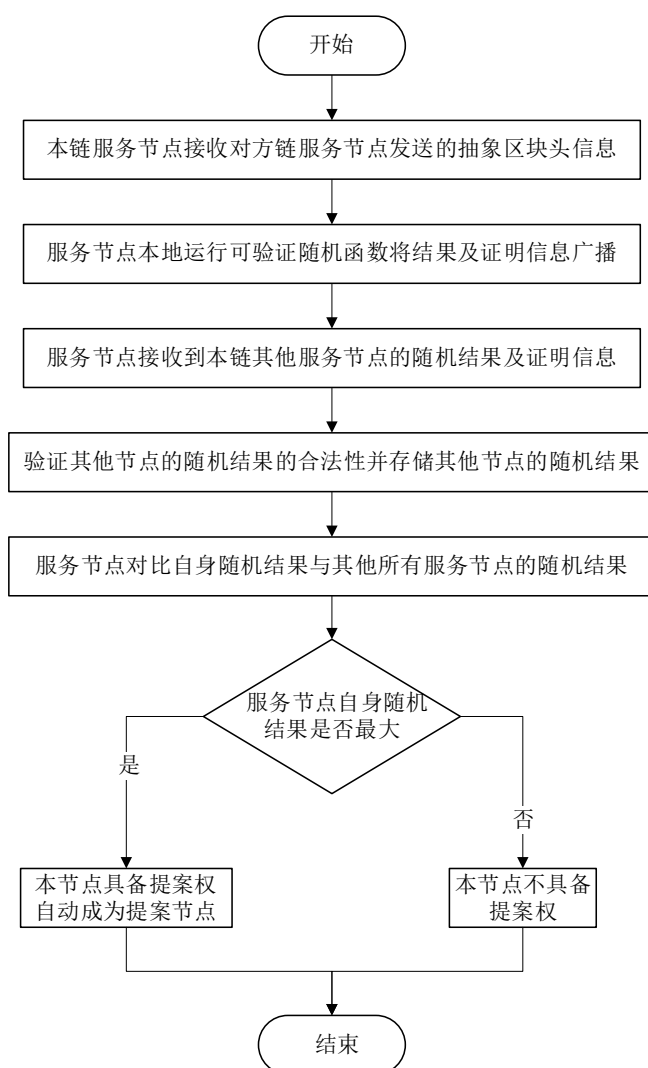 开始
本链服务节点接收对方链服务节点发送的抽象区块头信息
服务节点本地运行可验证随机函数将结果及证明信息广播
服务节点接收到本链其他服务节点的随机结果及证明信息
验证其他节点的随机结果的合法性并存储其他节点的随机结果
服务节点对比自身随机结果与其他所有服务节点的随机结果
服务节点自身随机
结果是否最大
是
否
本节点具备提案权
自动成为提案节点
本节点不具备
提案权
结束